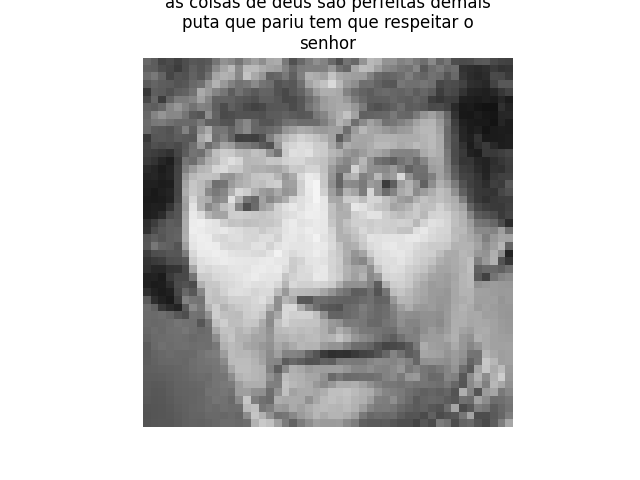 as coisas de deus são perfeitas demais
puta que pariu tem que respeitar o
senhor